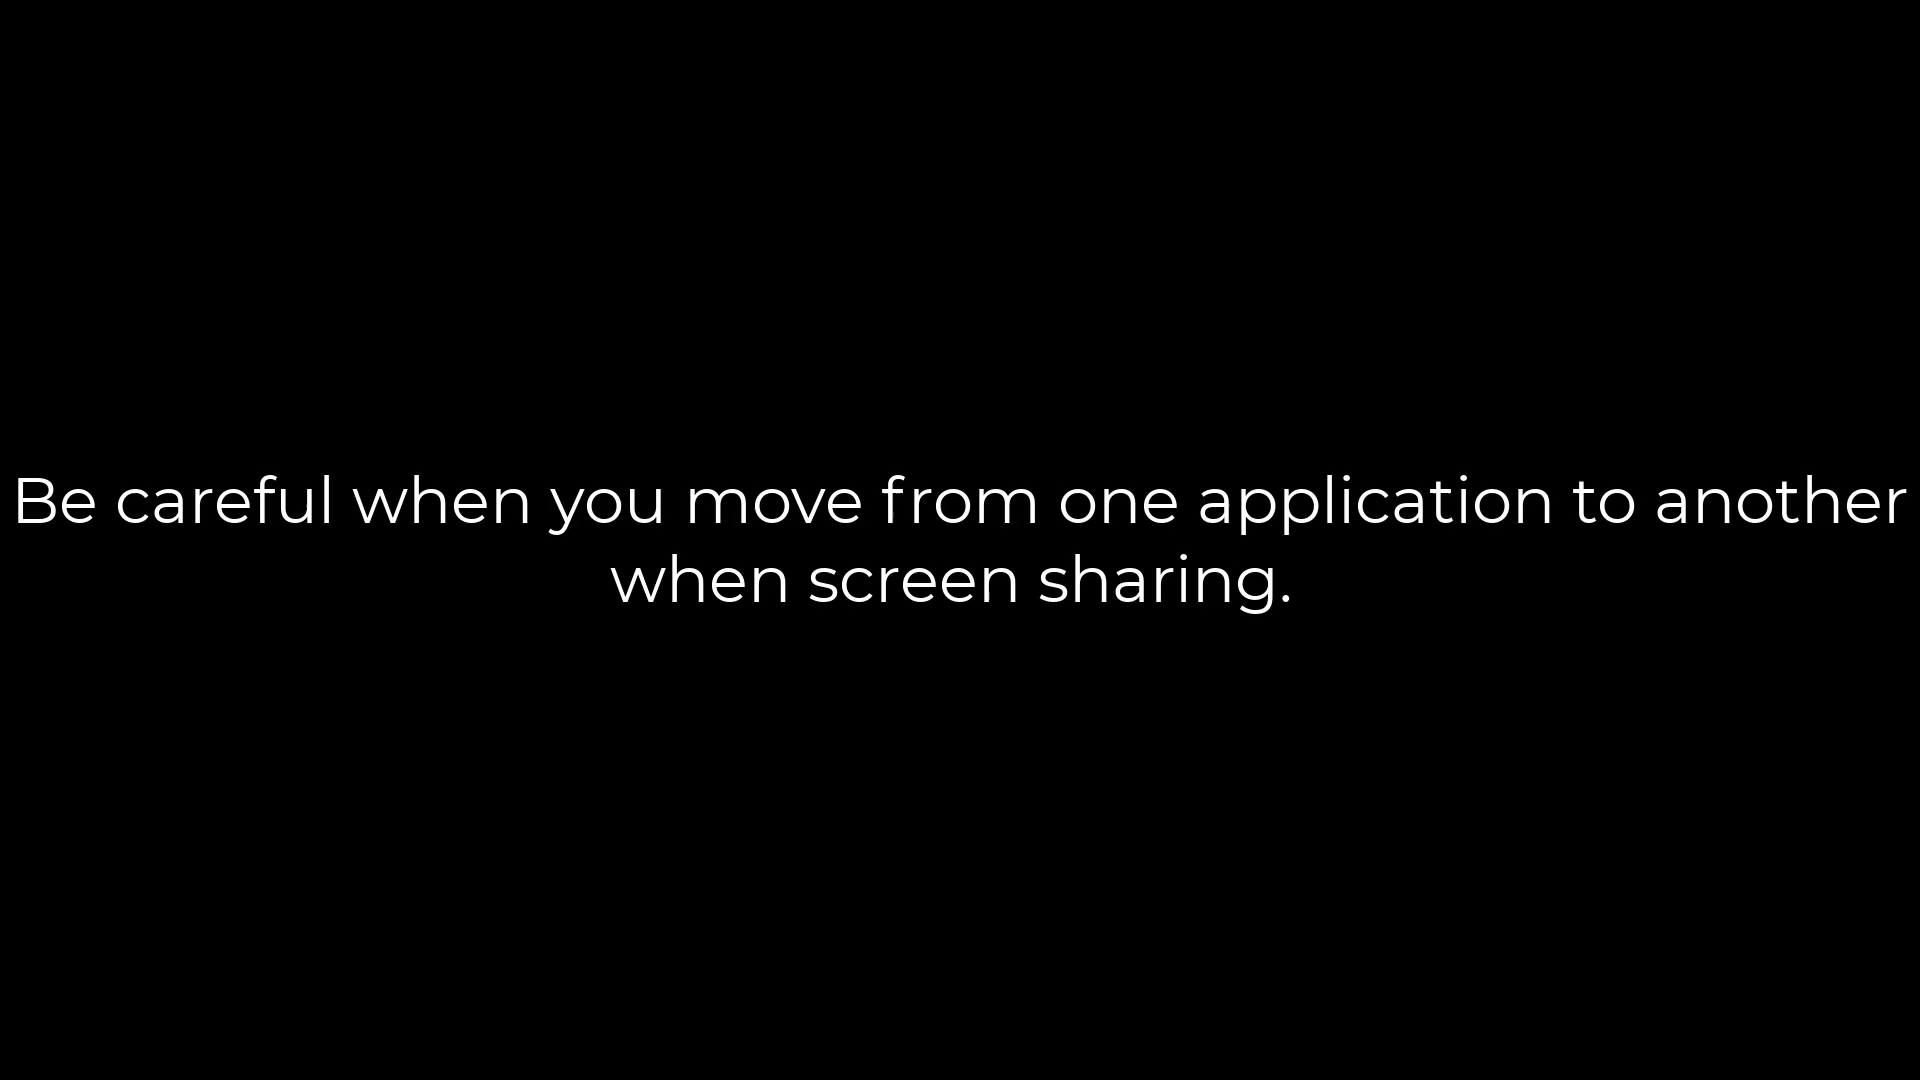 Be careful when you move from one application to another
when screen sharing.